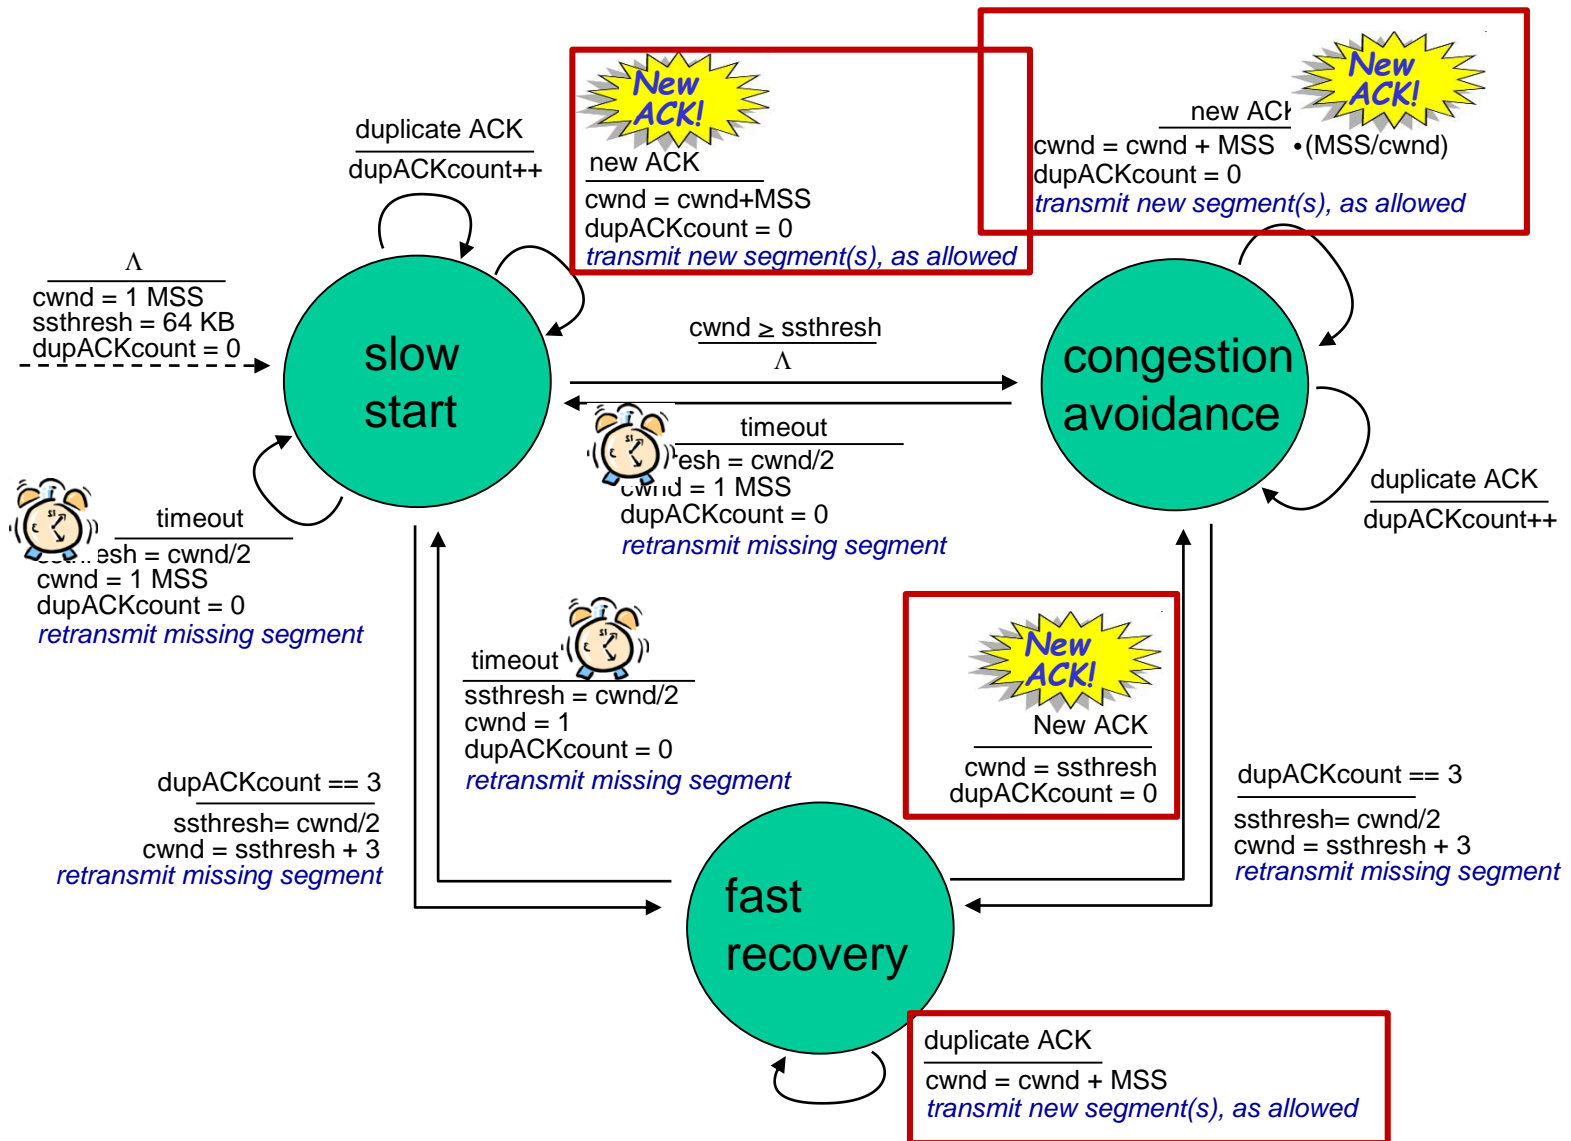 New
ACK!
new ACK
cwnd = cwnd+MSS
dupACKcount = 0
transmit new segment(s), as allowed
New
ACK!
new ACK
cwnd = cwnd + MSS •(MSS/cwnd)
dupACKcount = 0
transmit new segment(s), as allowed
duplicate ACK
dupACKcount++
Λ
cwnd = 1 MSS
ssthresh = 64 KB
dupACKcount = 0
slow
start
cwnd ≥ ssthresh
Λ
congestion
avoidance
timeout
esh = cwnd/2
cwnd = 1 MSS
dupACKcount = 0
retransmit missing segment
duplicate ACK
dupACKcount++
timeout
esh = cwnd/2
cwnd = 1 MSS
dupACKcount = 0
retransmit missing segment
timeout
ssthresh = cwnd/2
cwnd = 1
dupACKcount = 0
retransmit missing segment
New
ACK!
New ACK
cwnd = ssthresh
dupACKcount = 0
dupACKcount == 3
ssthresh= cwnd/2
cwnd = ssthresh + 3
retransmit missing segment
dupACKcount == 3
ssthresh= cwnd/2
cwnd = ssthresh + 3
retransmit missing segment
fast
recovery
duplicate ACK
cwnd = cwnd + MSS
transmit new segment(s), as allowed